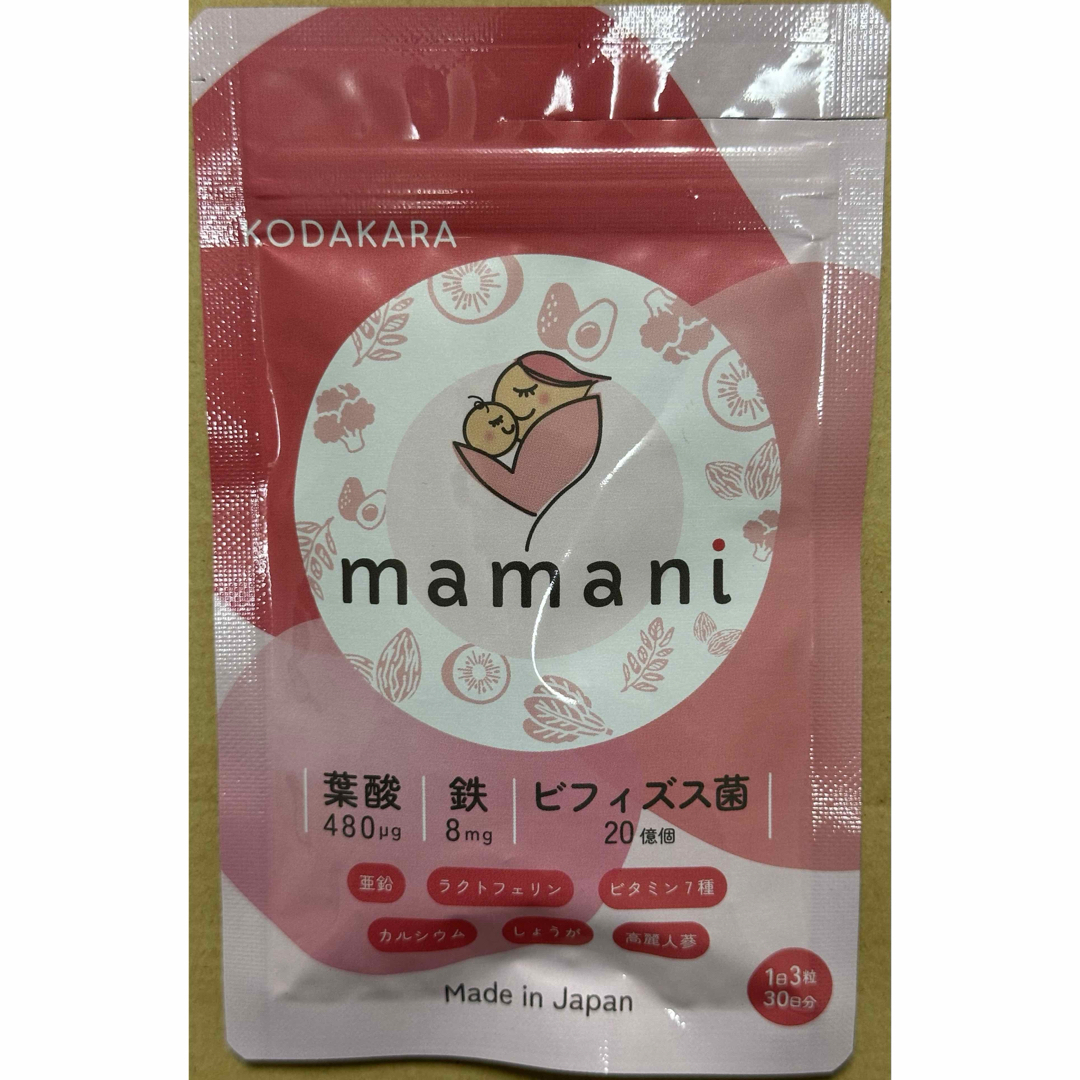 KODAKARA
mamani
葉酸 鉄 ビフィズス菌
480μg 8mg 20億個
亜鉛 ラクトフェリン ビタミン7種
カルシウム しょうが 高麗人蔘
1日3粒
30日分
Made in Japan